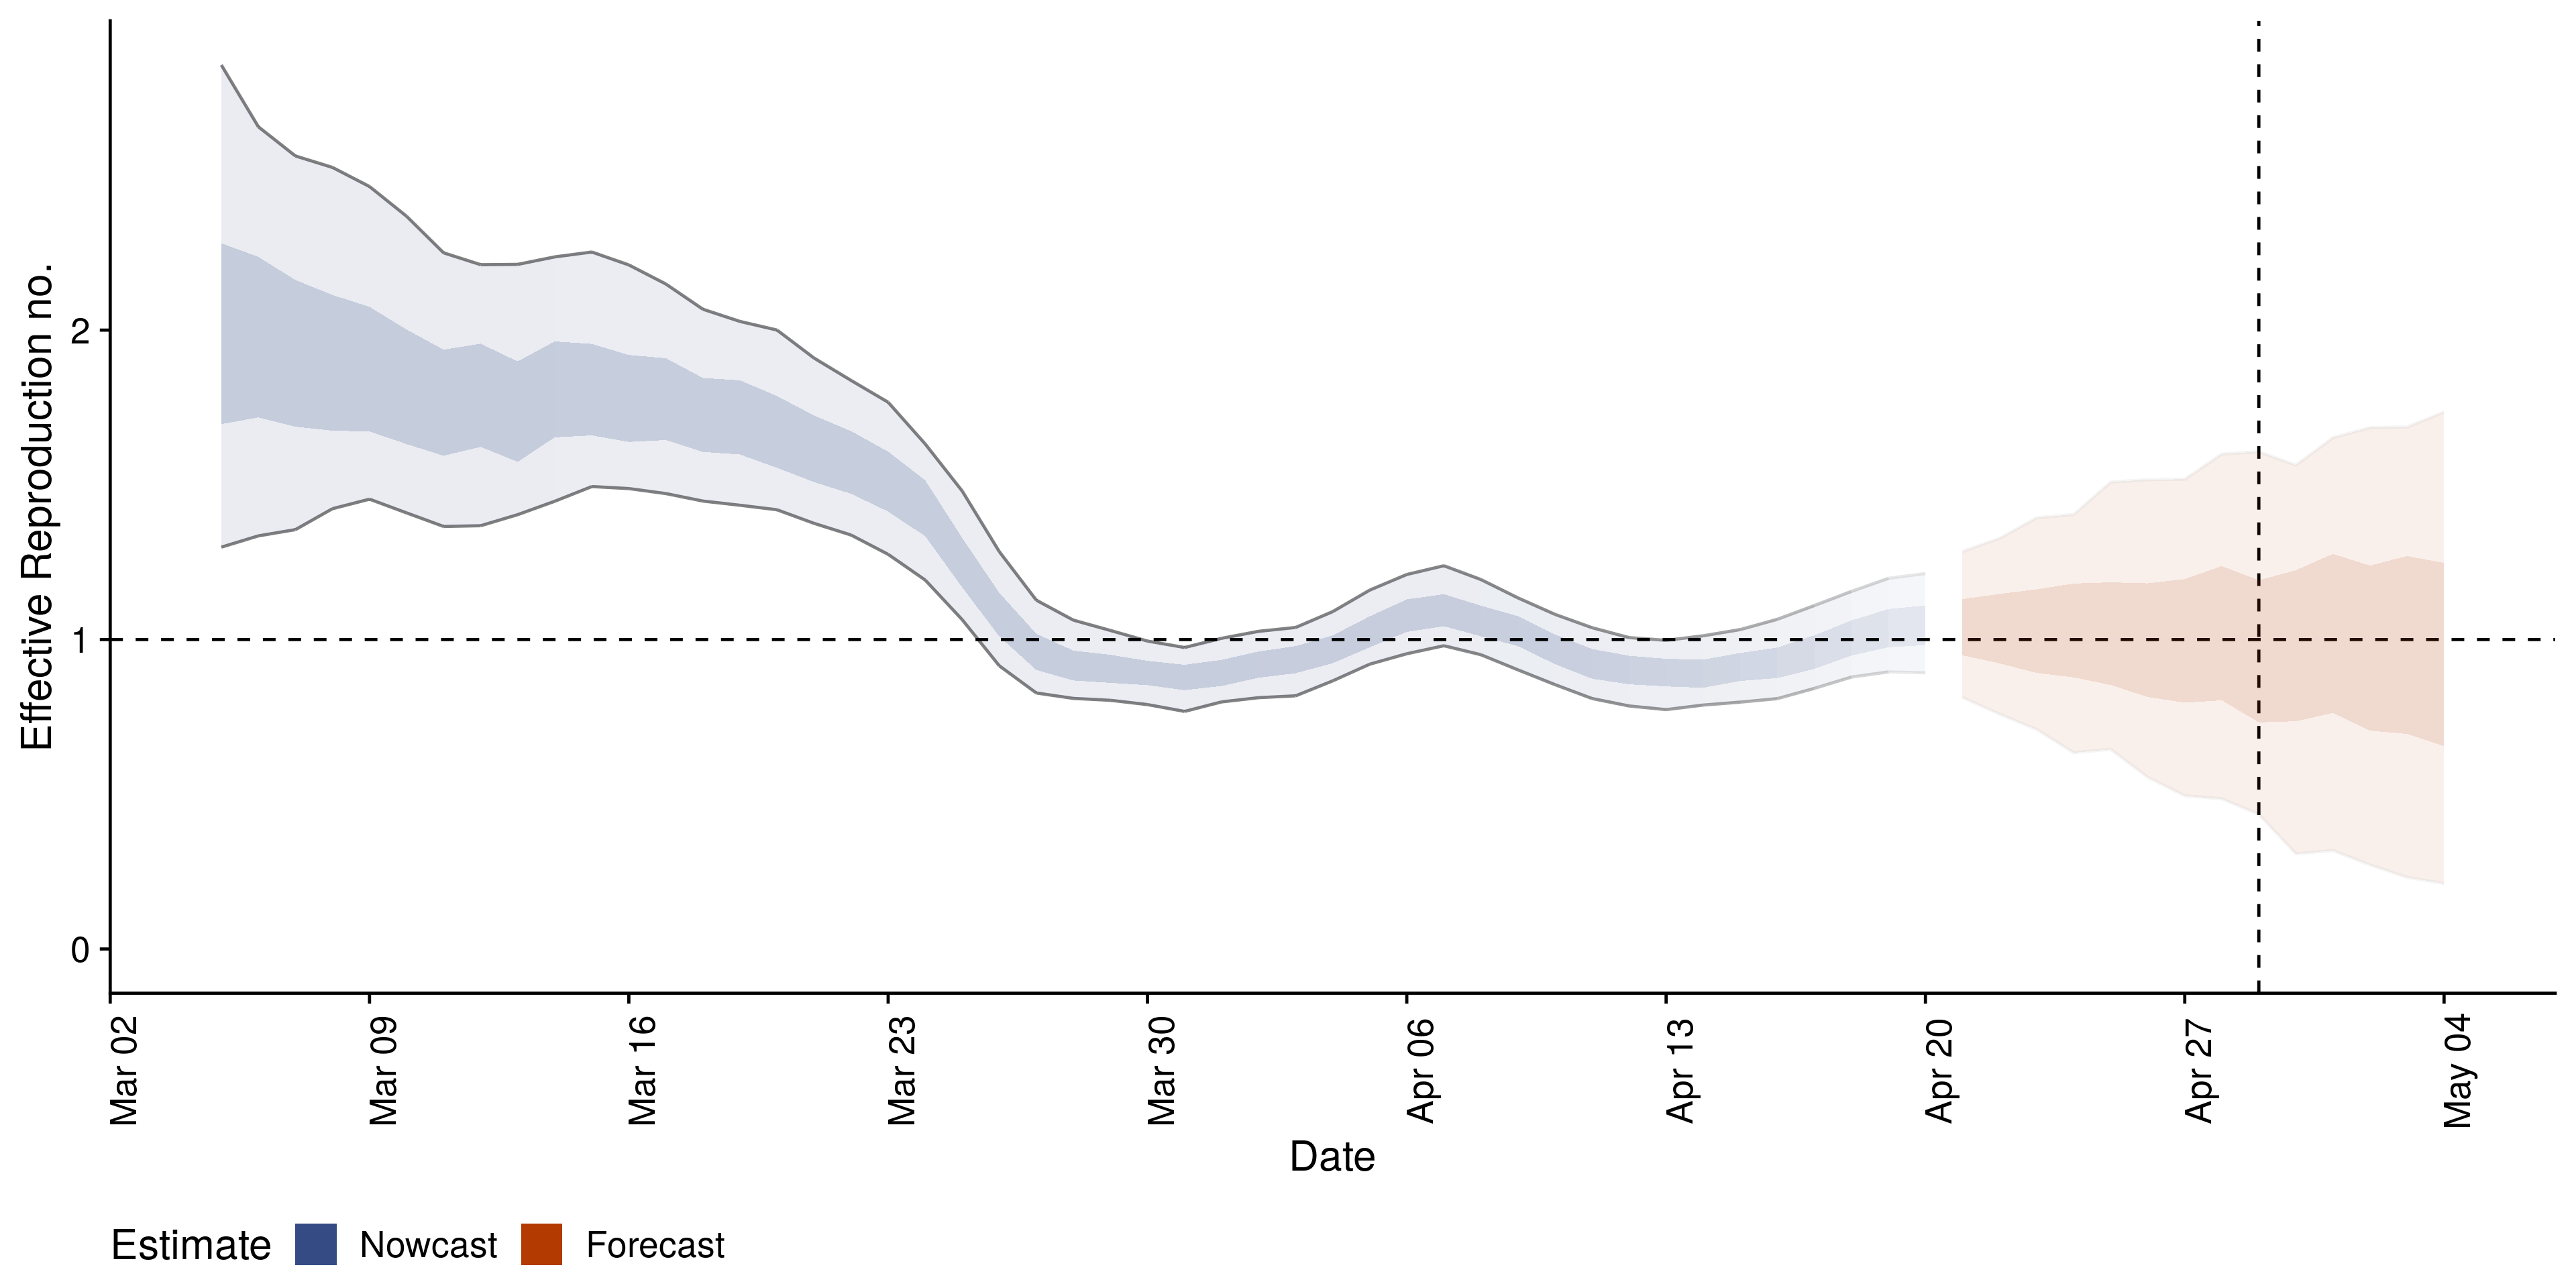 Effective Reproduction no.
2
1
0
Mar 02
Mar 09
Mar 16
Mar 23
Mar 30
Apr 06
Apr 13
Apr 20
Apr 27
May 04
Date
Estimate Nowcast Forecast